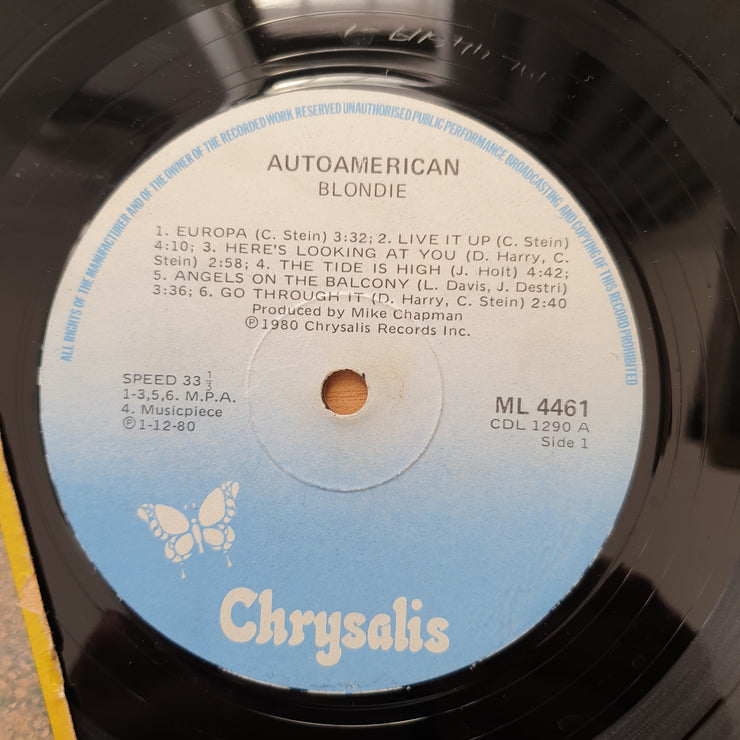 ALL RIGHTS OF THE MANUFACTURER AND OF THE OWNER OF THE RECORDED WORK RESERVED UNAUTHORISED PUBLIC PERFORMANCE BROADCASTING AND COPYING OF THIS RECORD PROHIBITED
AUTOAMERICAN
BLONDIE
1. EUROPA (C. Stein) 3:32; 2. LIVE IT UP (C. Stein)
4:10; 3. HERE'S LOOKING AT YOU (D. Harry, C.
Stein) 2:58; 4. THE TIDE IS HIGH (J. Holt) 4:42;
5. ANGELS ON THE BALCONY (L. Davis, J. Destri)
3:36; 6. GO THROUGH IT (D. Harry, C. Stein) 2:40
Produced by Mike Chapman
℗1980 Chrysalis Records Inc.
SPEED 33 1/3
1-3,5,6. M.P.A.
4. Musicpiece
℗1-12-80
ML 4461
CDL 1290 A
Side 1
Chrysalis